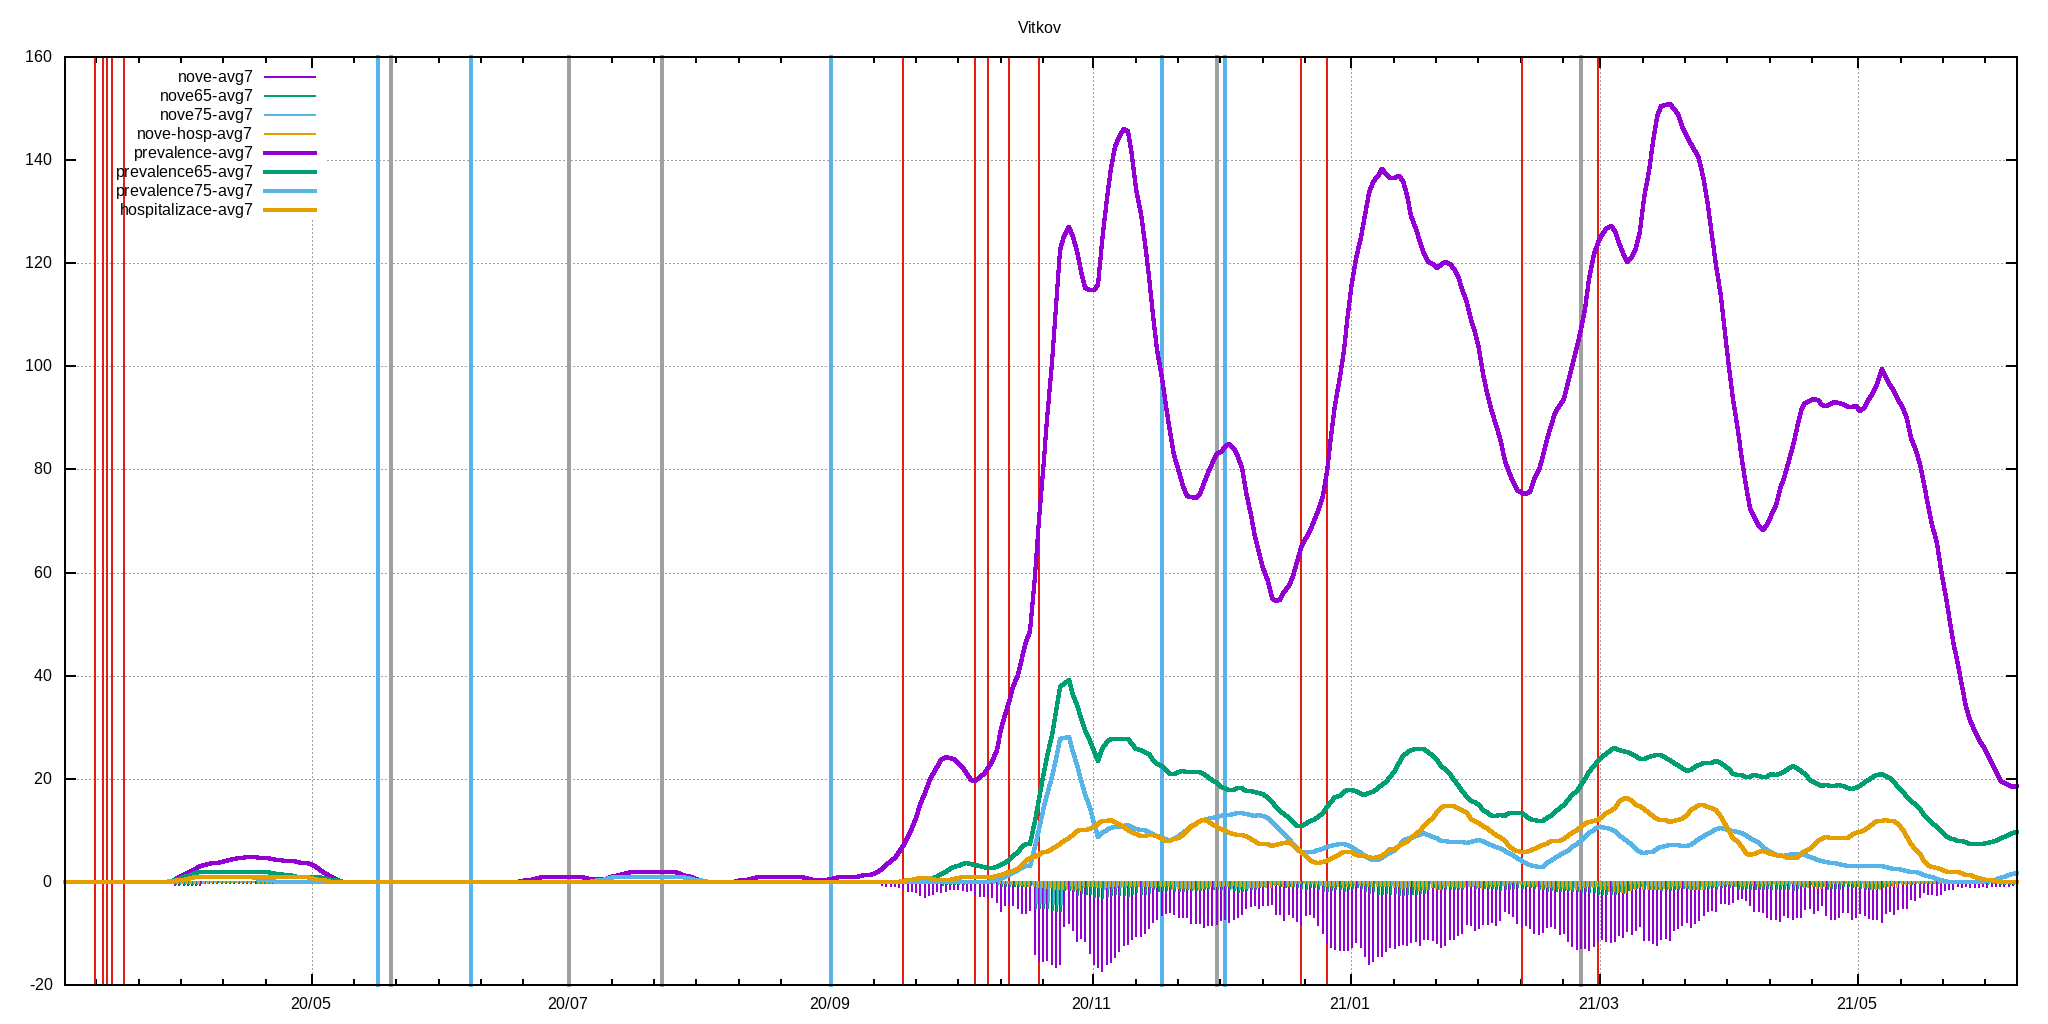 Vitkov
160
140
120
100
80
60
40
20
0
-20
nove-avg7
nove65-avg7
nove75-avg7
nove-hosp-avg7
prevalence-avg7
prevalence65-avg7
prevalence75-avg7
hospitalizace-avg7
20/05
20/07
20/09
20/11
21/01
21/03
21/05